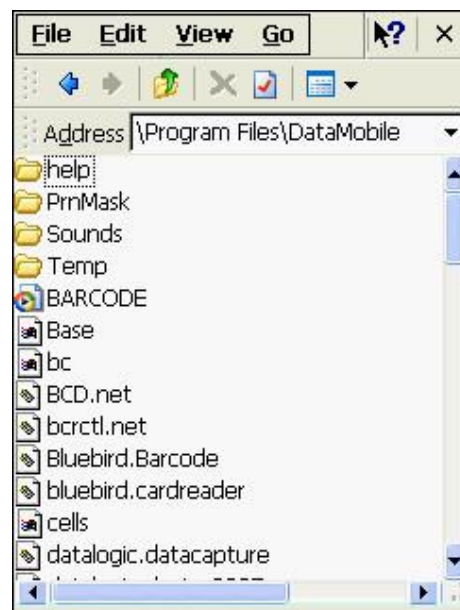 File Edit View Go
Address \Program Files\DataMobile
help
PrnMask
Sounds
Temp
BARCODE
Base
bc
BCD.net
bcrctl.net
Bluebird.Barcode
bluebird.cardreader
cells
datalogic.datacapture